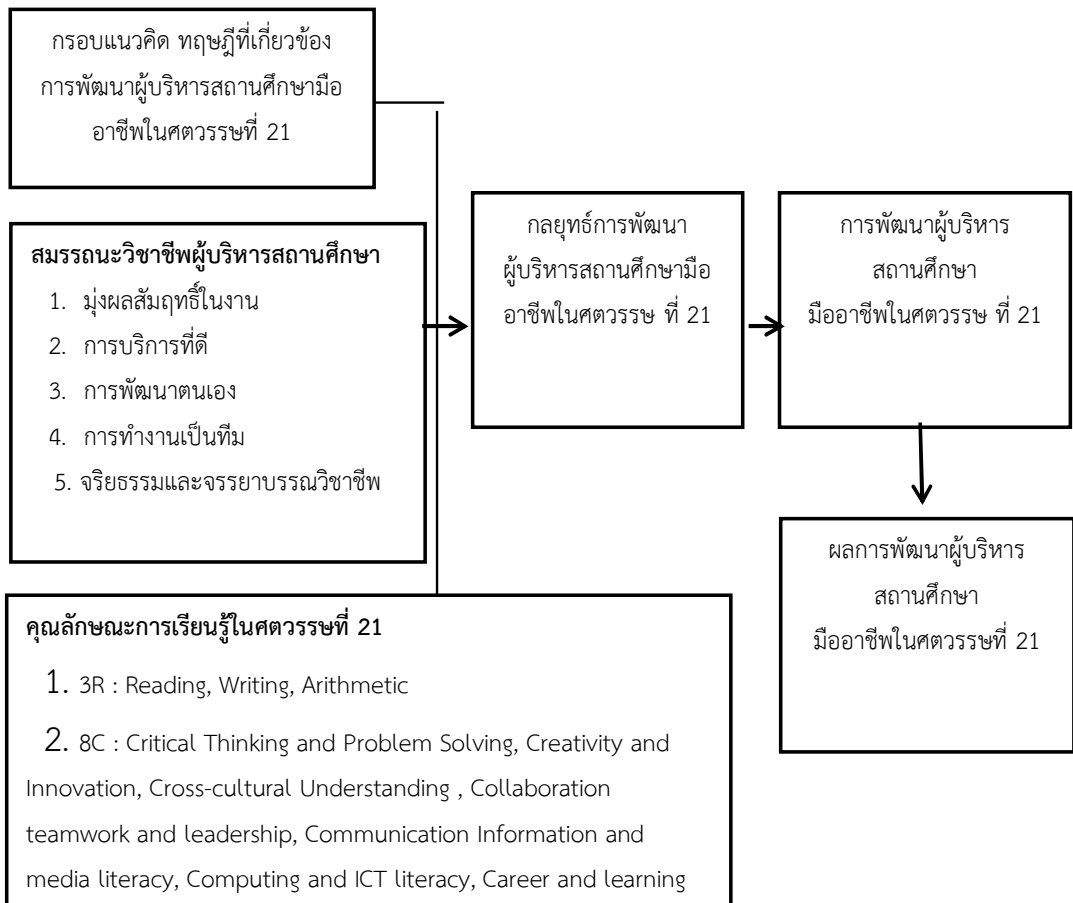 กรอบแนวคิด ทฤษฎีที่เกี่ยวข้อง
การพัฒนาผู้บริหารสถานศึกษามือ
อาชีพในศตวรรษที่ 21
สมรรถนะวิชาชีพผู้บริหารสถานศึกษา
1. มุ่งผลสัมฤทธิ์ในงาน
2. การบริการที่ดี
3. การพัฒนาตนเอง
4. การทำงานเป็นทีม
5. จริยธรรมและจรรยาบรรณวิชาชีพ
คุณลักษณะการเรียนรู้ในศตวรรษที่ 21
1. 3R : Reading, Writing, Arithmetic
2. 8C : Critical Thinking and Problem Solving, Creativity and
Innovation, Cross-cultural Understanding , Collaboration
teamwork and leadership, Communication Information and
media literacy, Computing and ICT literacy, Career and learning
กลยุทธ์การพัฒนา
ผู้บริหารสถานศึกษามือ
อาชีพในศตวรรษ ที่ 21
การพัฒนาผู้บริหาร
สถานศึกษา
มืออาชีพในศตวรรษ ที่ 21
ผลการพัฒนาผู้บริหาร
สถานศึกษา
มืออาชีพในศตวรรษที่ 21